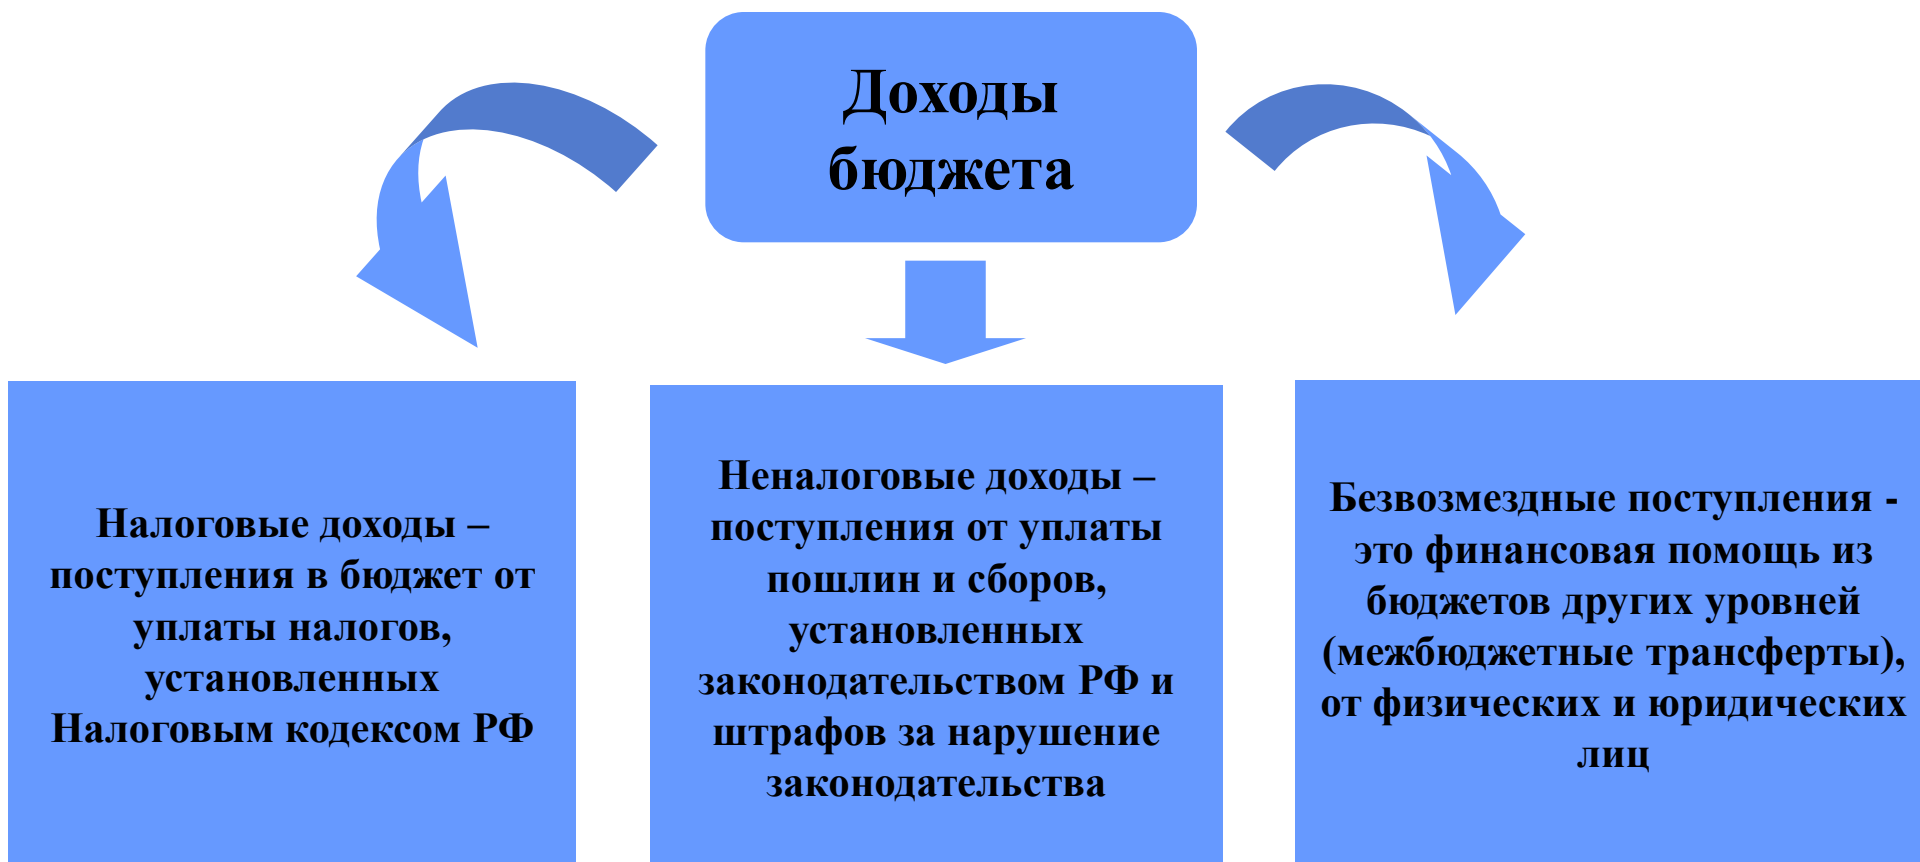 Доходы
бюджета
Налоговые доходы –
поступления в бюджет от
уплаты налогов,
установленных
Налоговым кодексом РФ
Неналоговые доходы –
поступления от уплаты
пошлин и сборов,
установленных
законодательством РФ и
штрафов за нарушение
законодательства
Безвозмездные поступления -
это финансовая помощь из
бюджетов других уровней
(межбюджетные трансферты),
от физических и юридических
лиц